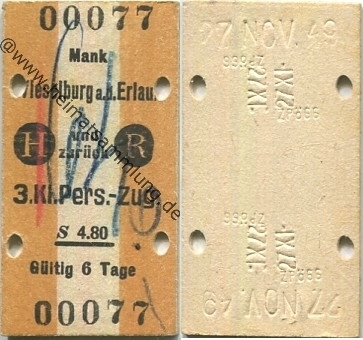 00077
Mank
Wieselburg a.d. Erlauf
H und zurück R
3.Kl.Pers.-Zug
S 4.80
Gültig 6 Tage
00077
@www.heimatsammlung.de
27 NOV. 49
27 NOV. 49